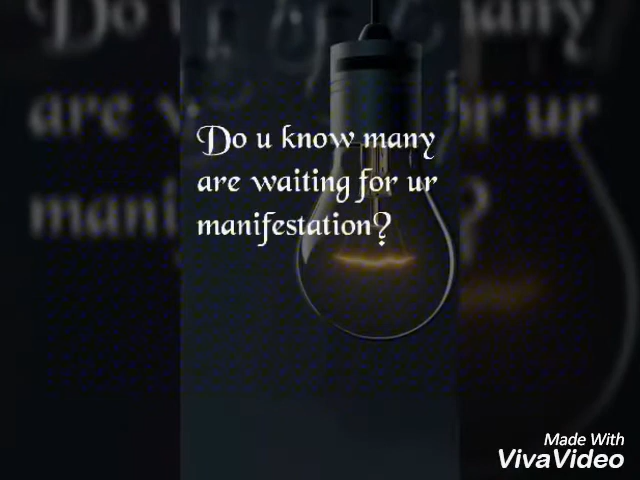 Do u know many
are waiting for ur
manifestation?
Made With
VivaVideo